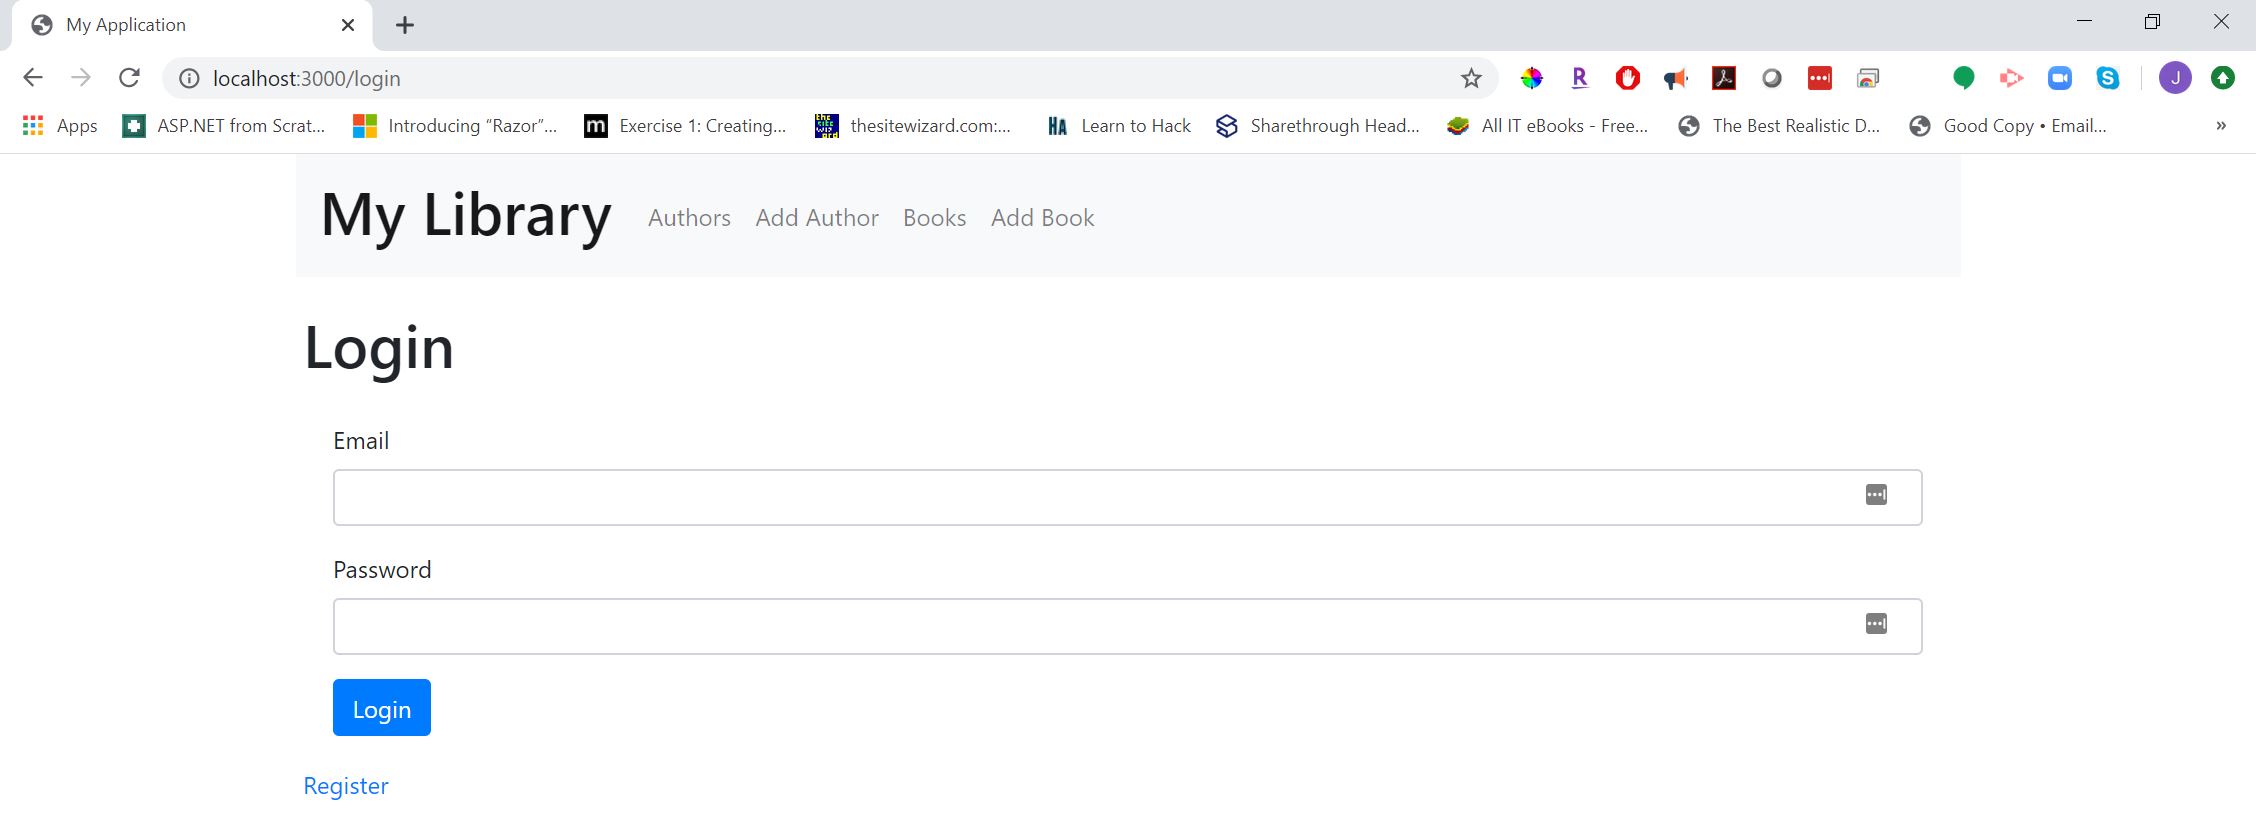 My Application
localhost:3000/login
Apps ASP.NET from Scrat... Introducing “Razor”... Exercise 1: Creating... thesitewizard.com:... Learn to Hack Sharethrough Head... All IT eBooks - Free... The Best Realistic D... Good Copy • Email... »
My Library Authors Add Author Books Add Book
Login
Email
Password
Login
Register